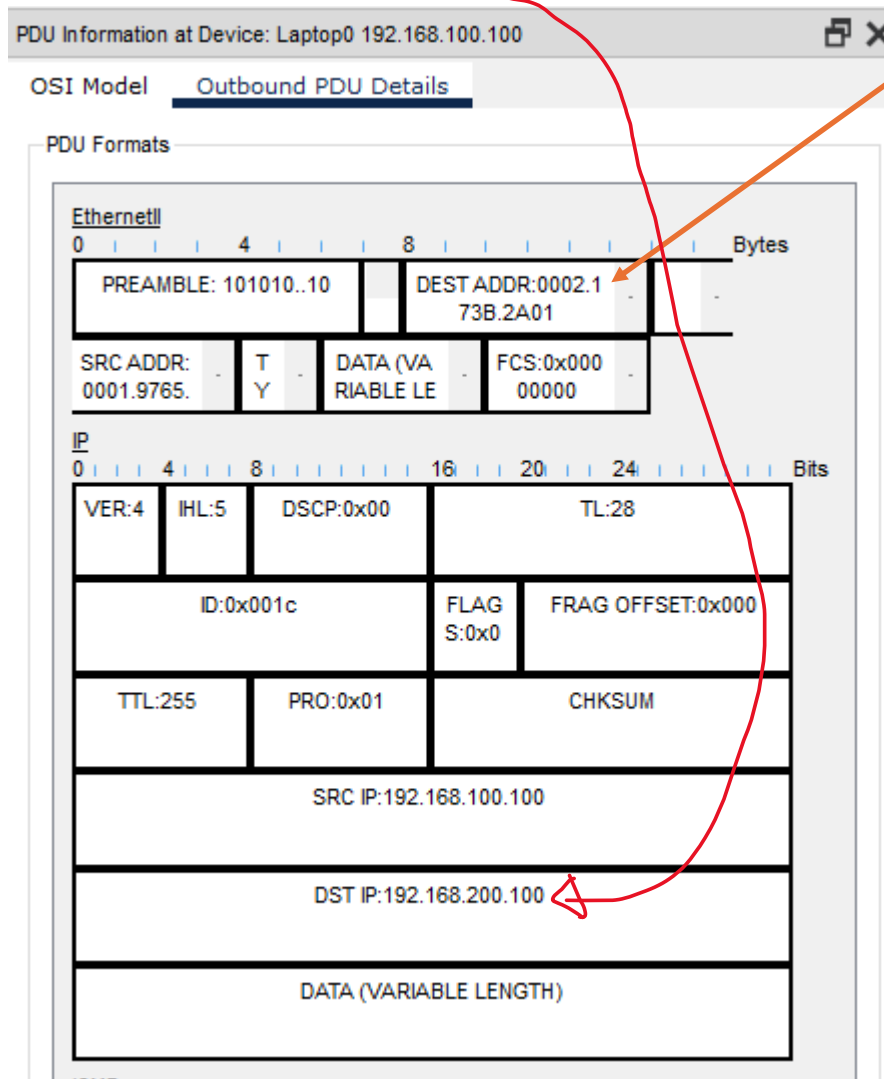 PDU Information at Device: Laptop0 192.168.100.100
OSI Model Outbound PDU Details
PDU Formats
EthernetII
0 4 8 Bytes
PREAMBLE: 101010..10 DEST ADDR:0002.1
73B.2A01
SRC ADDR: T DATA (VA FCS:0x000
0001.9765. Y RIABLE LE 00000
IP
0 4 8 16 20 24 Bits
VER:4 IHL:5 DSCP:0x00 TL:28
ID:0x001c FLAG FRAG OFFSET:0x000
S:0x0
TTL:255 PRO:0x01 CHKSUM
SRC IP:192.168.100.100
DST IP:192.168.200.100
DATA (VARIABLE LENGTH)